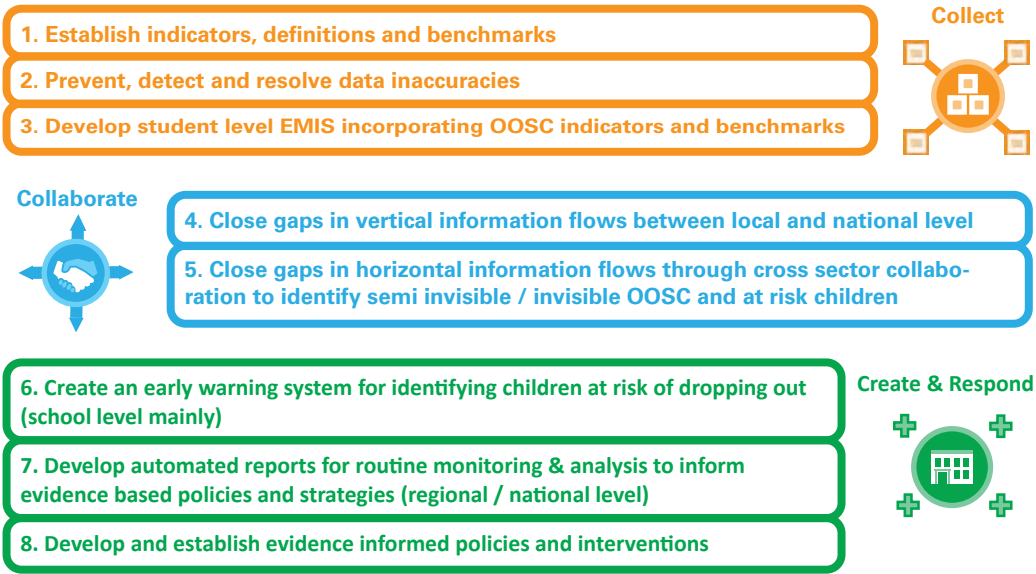 Collect
1. Establish indicators, definitions and benchmarks
2. Prevent, detect and resolve data inaccuracies
3. Develop student level EMIS incorporating OOSC indicators and benchmarks
Collaborate
4. Close gaps in vertical information flows between local and national level
5. Close gaps in horizontal information flows through cross sector collabo-
ration to identify semi invisible / invisible OOSC and at risk children
Create & Respond
6. Create an early warning system for identifying children at risk of dropping out
(school level mainly)
7. Develop automated reports for routine monitoring & analysis to inform
evidence based policies and strategies (regional / national level)
8. Develop and establish evidence informed policies and interventions